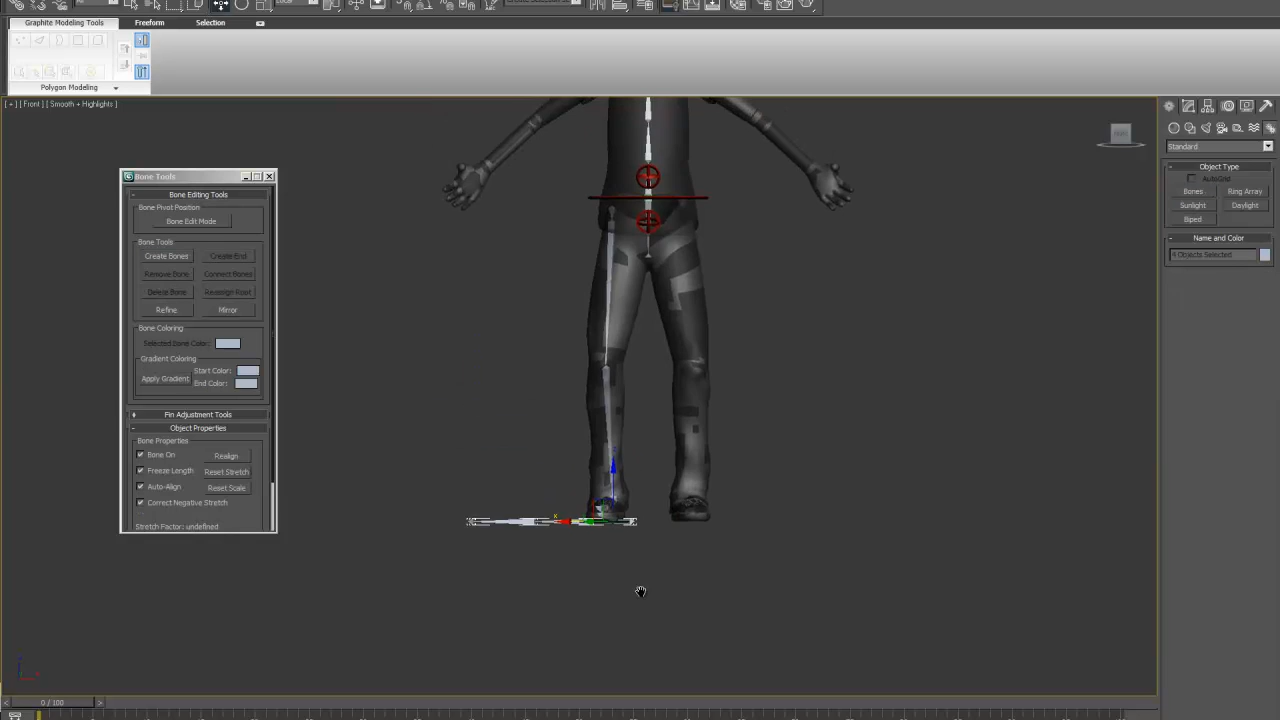 Graphite Modeling Tools
Freeform
Selection
Polygon Modeling
[ + ] [ Front ] [ Smooth + Highlights ]
Bone Tools
Bone Editing Tools
Bone Pivot Position
Bone Edit Mode
Bone Tools
Create Bones
Create End
Remove Bone
Connect Bones
Delete Bone
Reassign Root
Refine
Mirror
Bone Coloring
Selected Bone Color:
Gradient Coloring
Apply Gradient
Start Color:
End Color:
Fin Adjustment Tools
Object Properties
Bone Properties
Bone On
Realign
Freeze Length
Reset Stretch
Auto-Align
Reset Scale
Correct Negative Stretch
Stretch Factor: undefined
Standard
Object Type
AutoGrid
Bones
Ring Array
Sunlight
Daylight
Biped
Name and Color
4 Objects Selected
x
0 / 100